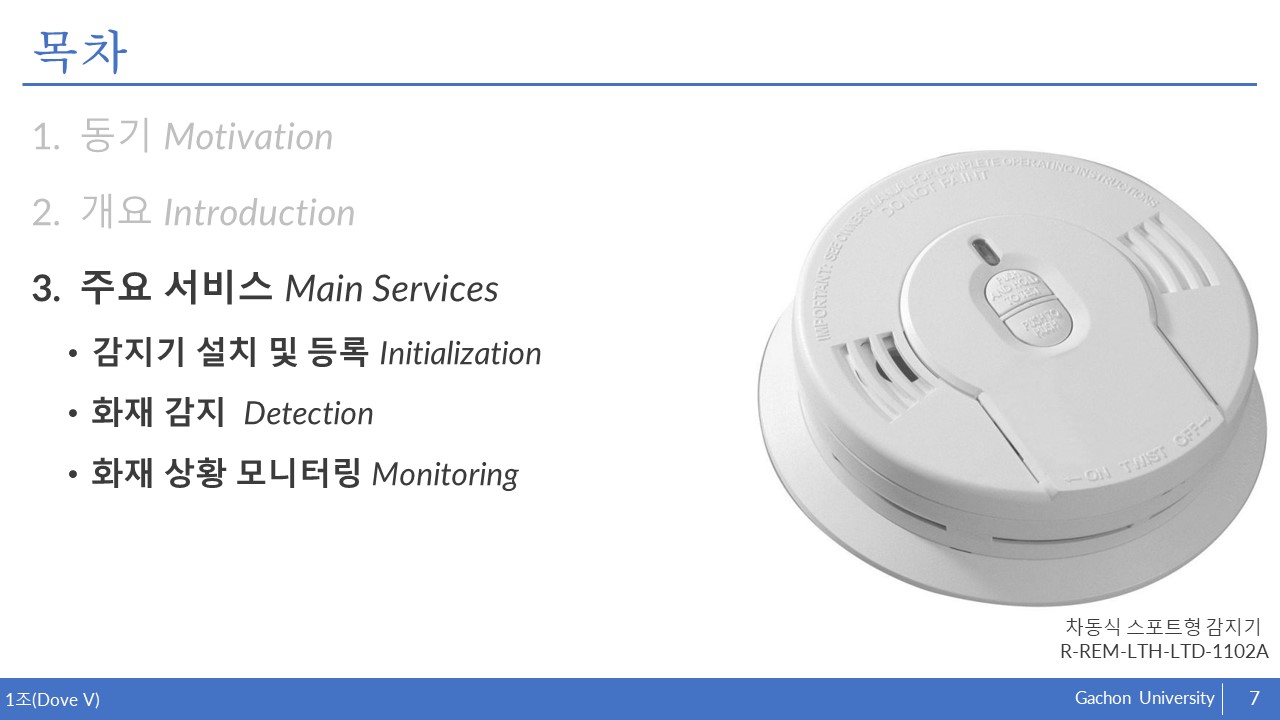 목차
1. 동기 Motivation
2. 개요 Introduction
3. 주요 서비스 Main Services
• 감지기 설치 및 등록 Initialization
• 화재 감지 Detection
• 화재 상황 모니터링 Monitoring
IMPORTANT: SEE OWNERS MANUAL FOR COMPLETE OPERATING INSTRUCTIONS
DO NOT PAINT
PUSH TO
←ON TWIST OFF→
차동식 스포트형 감지기
R-REM-LTH-LTD-1102A
1조(Dove V)
Gachon University
7